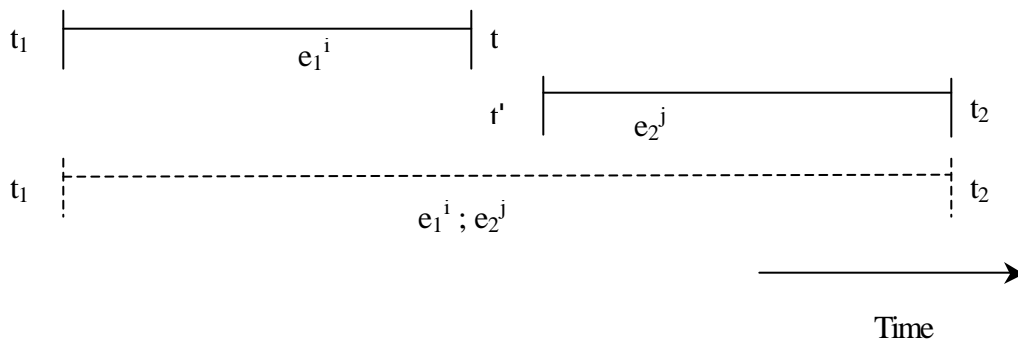 t₁ e₁ⁱ t
t' e₂ʲ t₂
t₁ e₁ⁱ ; e₂ʲ t₂
Time